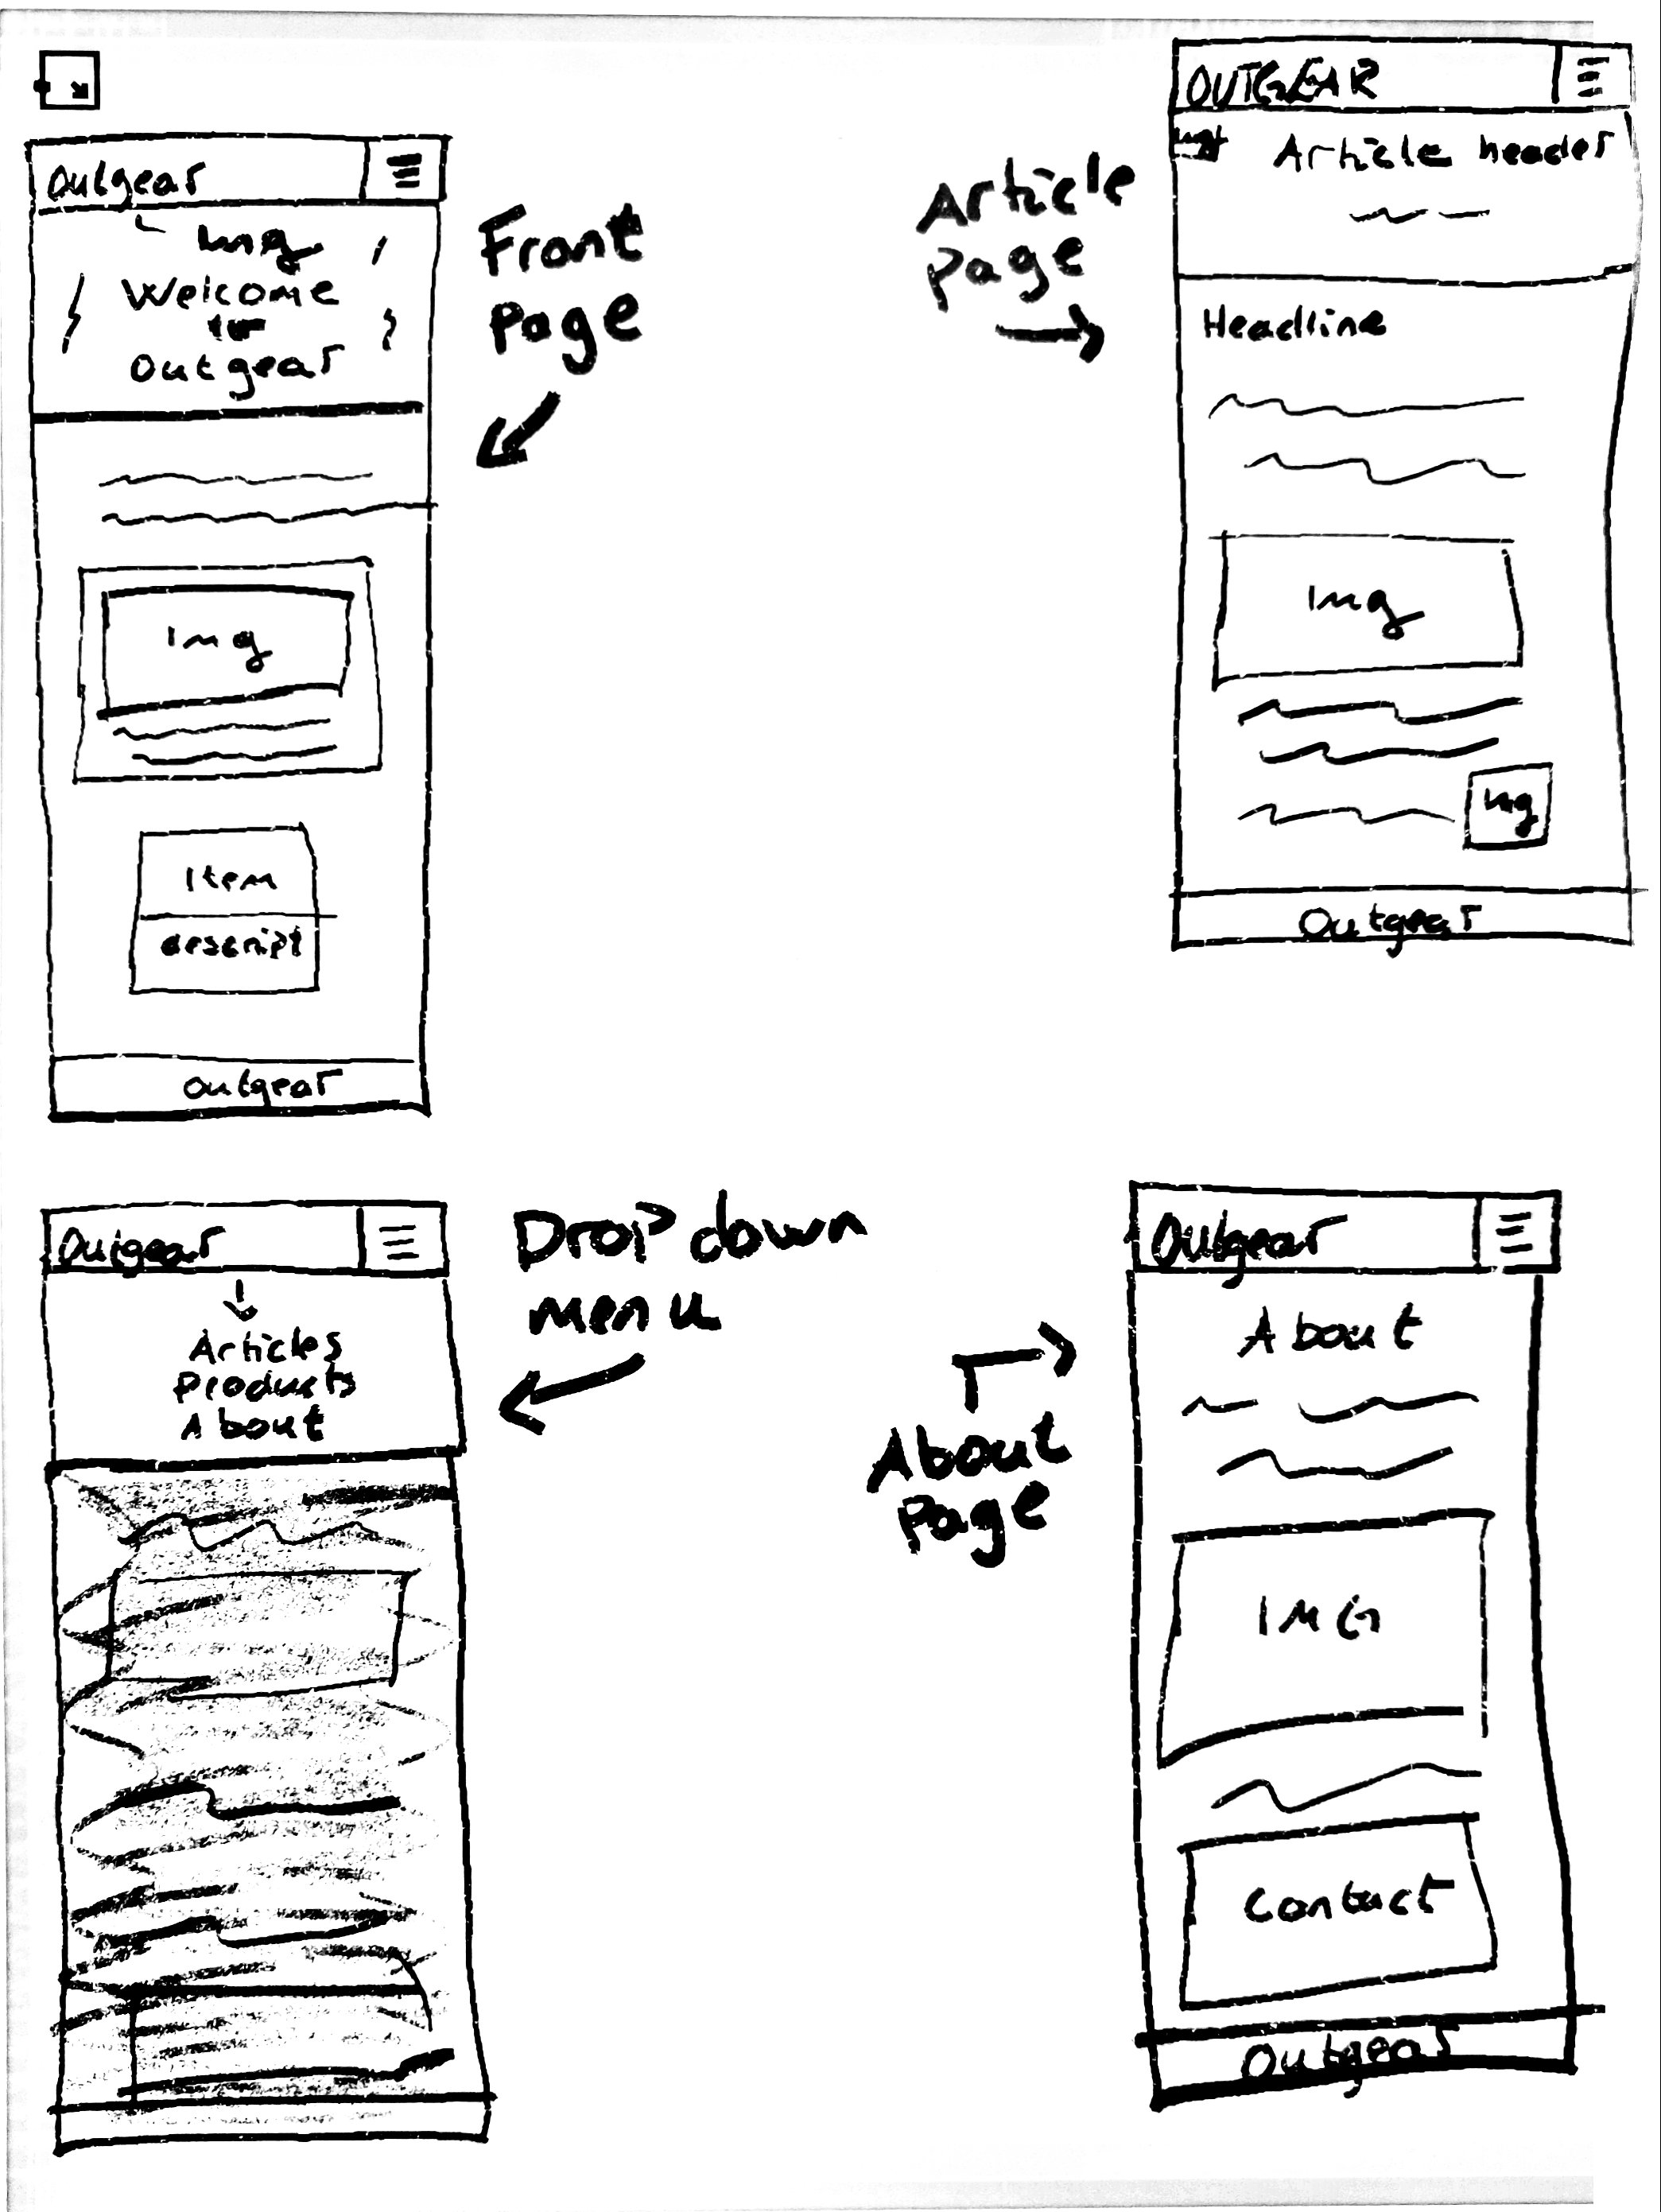 Outgear
Img
Welcome
to
Outgear
Img
Item
descript
Outgear
Front
Page
Article
Page
OUTGEAR
Img
Article header
Headline
Img
Img
Outgear
Outgear
Articles
Products
About
Drop down
menu
About
Page
Outgear
About
IMG
Contact
Outgear